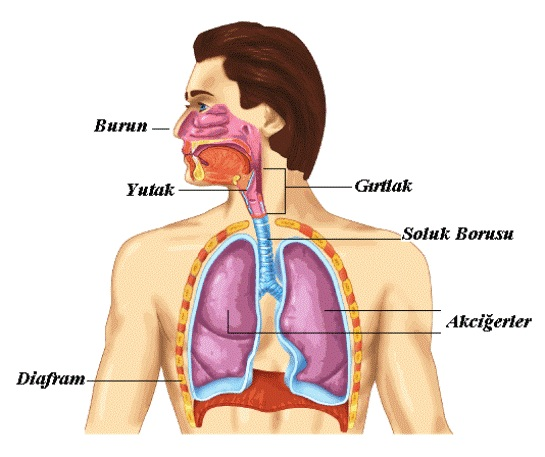 Burun
Yutak
Gırtlak
Soluk Borusu
Akciğerler
Diafram